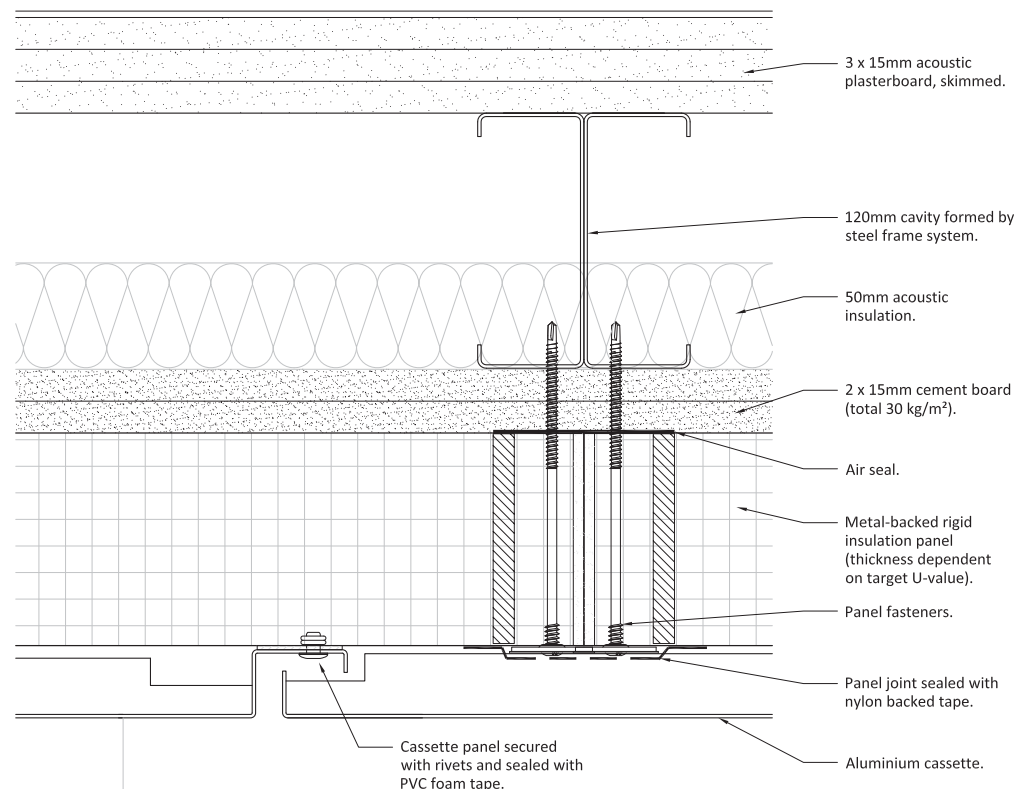 3 x 15mm acoustic
plasterboard, skimmed.
120mm cavity formed by
steel frame system.
50mm acoustic
insulation.
2 x 15mm cement board
(total 30 kg/m²).
Air seal.
Metal-backed rigid
insulation panel
(thickness dependent
on target U-value).
Panel fasteners.
Panel joint sealed with
nylon backed tape.
Cassette panel secured
with rivets and sealed with
PVC foam tape.
Aluminium cassette.